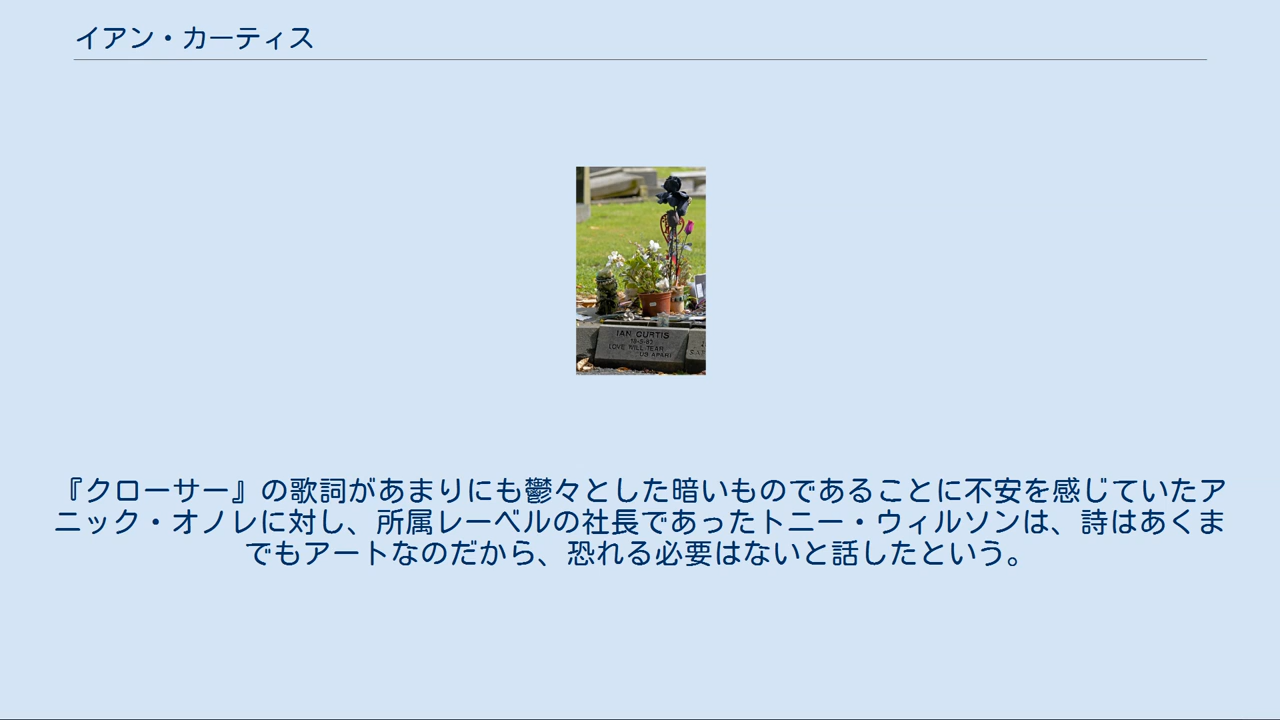 イアン・カーティス
IAN CURTIS
18-5-80
LOVE WILL TEAR
US APART
『クローサー』の歌詞があまりにも鬱々とした暗いものであることに不安を感じていたア
ニック・オノレに対し、所属レーベルの社長であったトニー・ウィルソンは、詩はあくま
でもアートなのだから、恐れる必要はないと話したという。